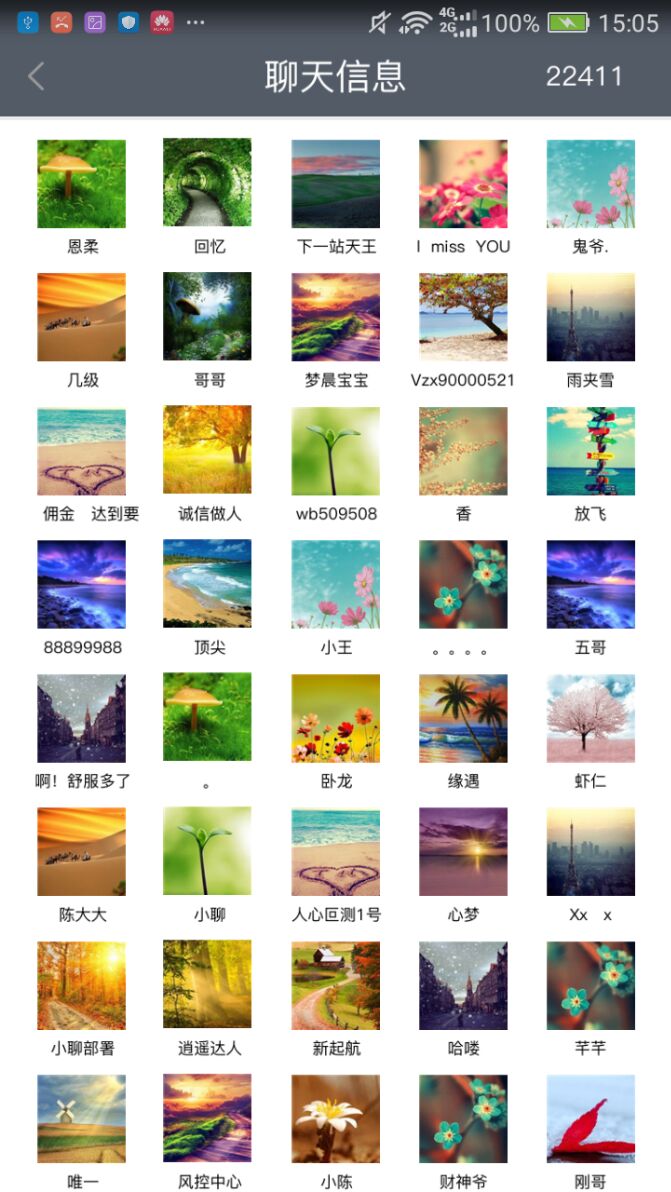 4G 2G 100% 15:05
聊天信息 22411
恩柔 回忆 下一站天王 I miss YOU 鬼爷.
几级 哥哥 梦晨宝宝 Vzx90000521 雨夹雪
佣金 达到要 诚信做人 wb509508 香 放飞
88899988 顶尖 小王 。。。。 五哥
啊！舒服多了 。 卧龙 缘遇 虾仁
陈大大 小聊 人心叵测1号 心梦 Xx x
小聊部署 逍遥达人 新起航 哈喽 芊芊
唯一 风控中心 小陈 财神爷 刚哥